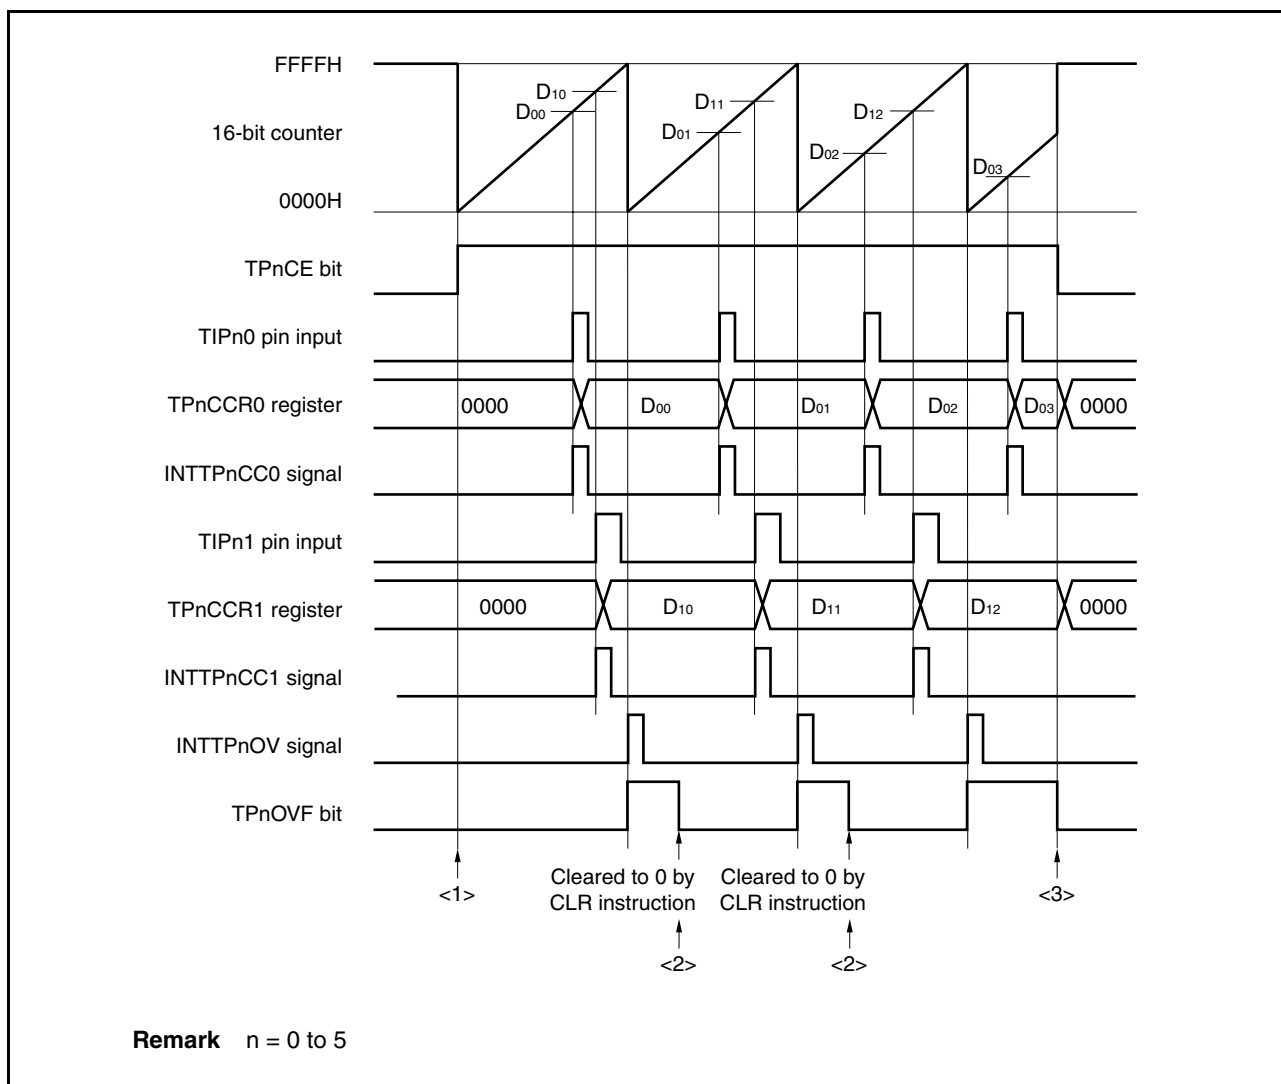 FFFFH
D10
D00
D11
D01
D12
D02
D03
16-bit counter
0000H
TPnCE bit
TIPn0 pin input
TPnCCR0 register
0000 D00 D01 D02 D03 0000
INTTPnCC0 signal
TIPn1 pin input
TPnCCR1 register
0000 D10 D11 D12 0000
INTTPnCC1 signal
INTTPnOV signal
TPnOVF bit
<1>
Cleared to 0 by
CLR instruction
<2>
Cleared to 0 by
CLR instruction
<2>
<3>
Remark n = 0 to 5